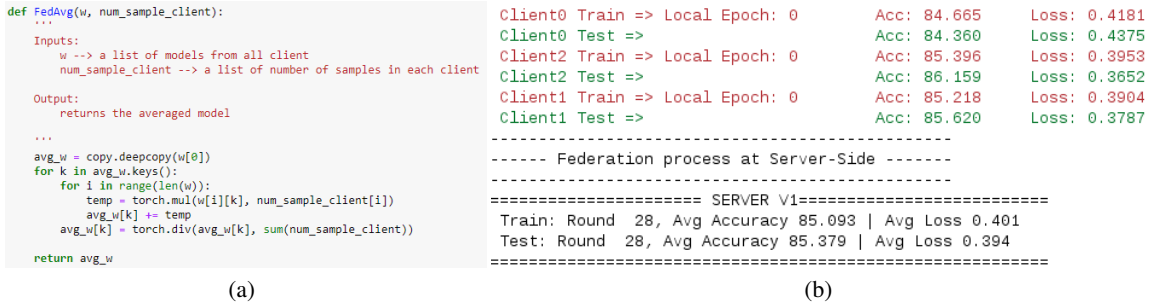 def FedAvg(w, num_sample_client):
    '''
    Inputs:
        w --> a list of models from all client
        num_sample_client --> a list of number of samples in each client

    Output:
        returns the averaged model

    '''
    avg_w = copy.deepcopy(w[0])
    for k in avg_w.keys():
        for i in range(len(w)):
            temp = torch.mul(w[i][k], num_sample_client[i])
            avg_w[k] += temp
        avg_w[k] = torch.div(avg_w[k], sum(num_sample_client))

    return avg_w
(a)
Client0 Train => Local Epoch: 0 Acc: 84.665 Loss: 0.4181
Client0 Test => Acc: 84.360 Loss: 0.4375
Client2 Train => Local Epoch: 0 Acc: 85.396 Loss: 0.3953
Client2 Test => Acc: 86.159 Loss: 0.3652
Client1 Train => Local Epoch: 0 Acc: 85.218 Loss: 0.3904
Client1 Test => Acc: 85.620 Loss: 0.3787
--------------------------------------------------
------ Federation process at Server-Side -------
--------------------------------------------------
====================== SERVER V1==========================
Train: Round 28, Avg Accuracy 85.093 | Avg Loss 0.401
Test: Round 28, Avg Accuracy 85.379 | Avg Loss 0.394
==========================================================
(b)